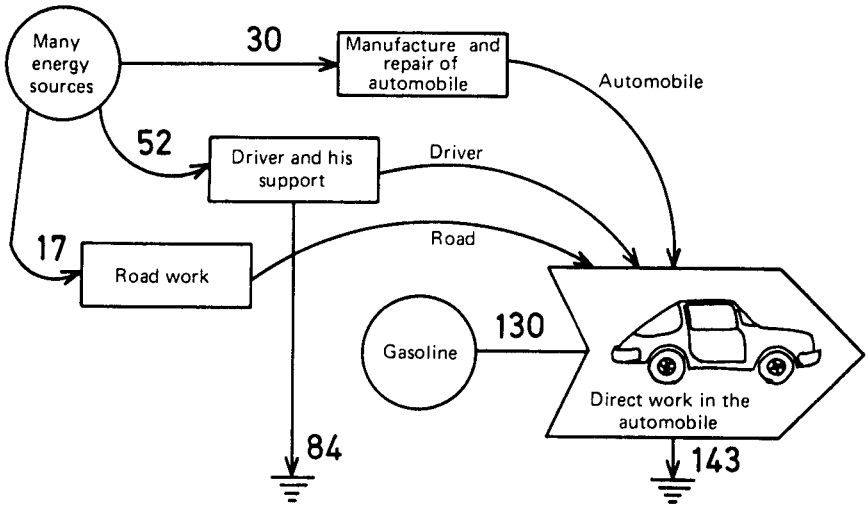 Many
energy
sources
30
Manufacture and
repair of
automobile
Automobile
52
Driver and his
support
Driver
17
Road work
Road
Gasoline
130
Direct work in the
automobile
84
143